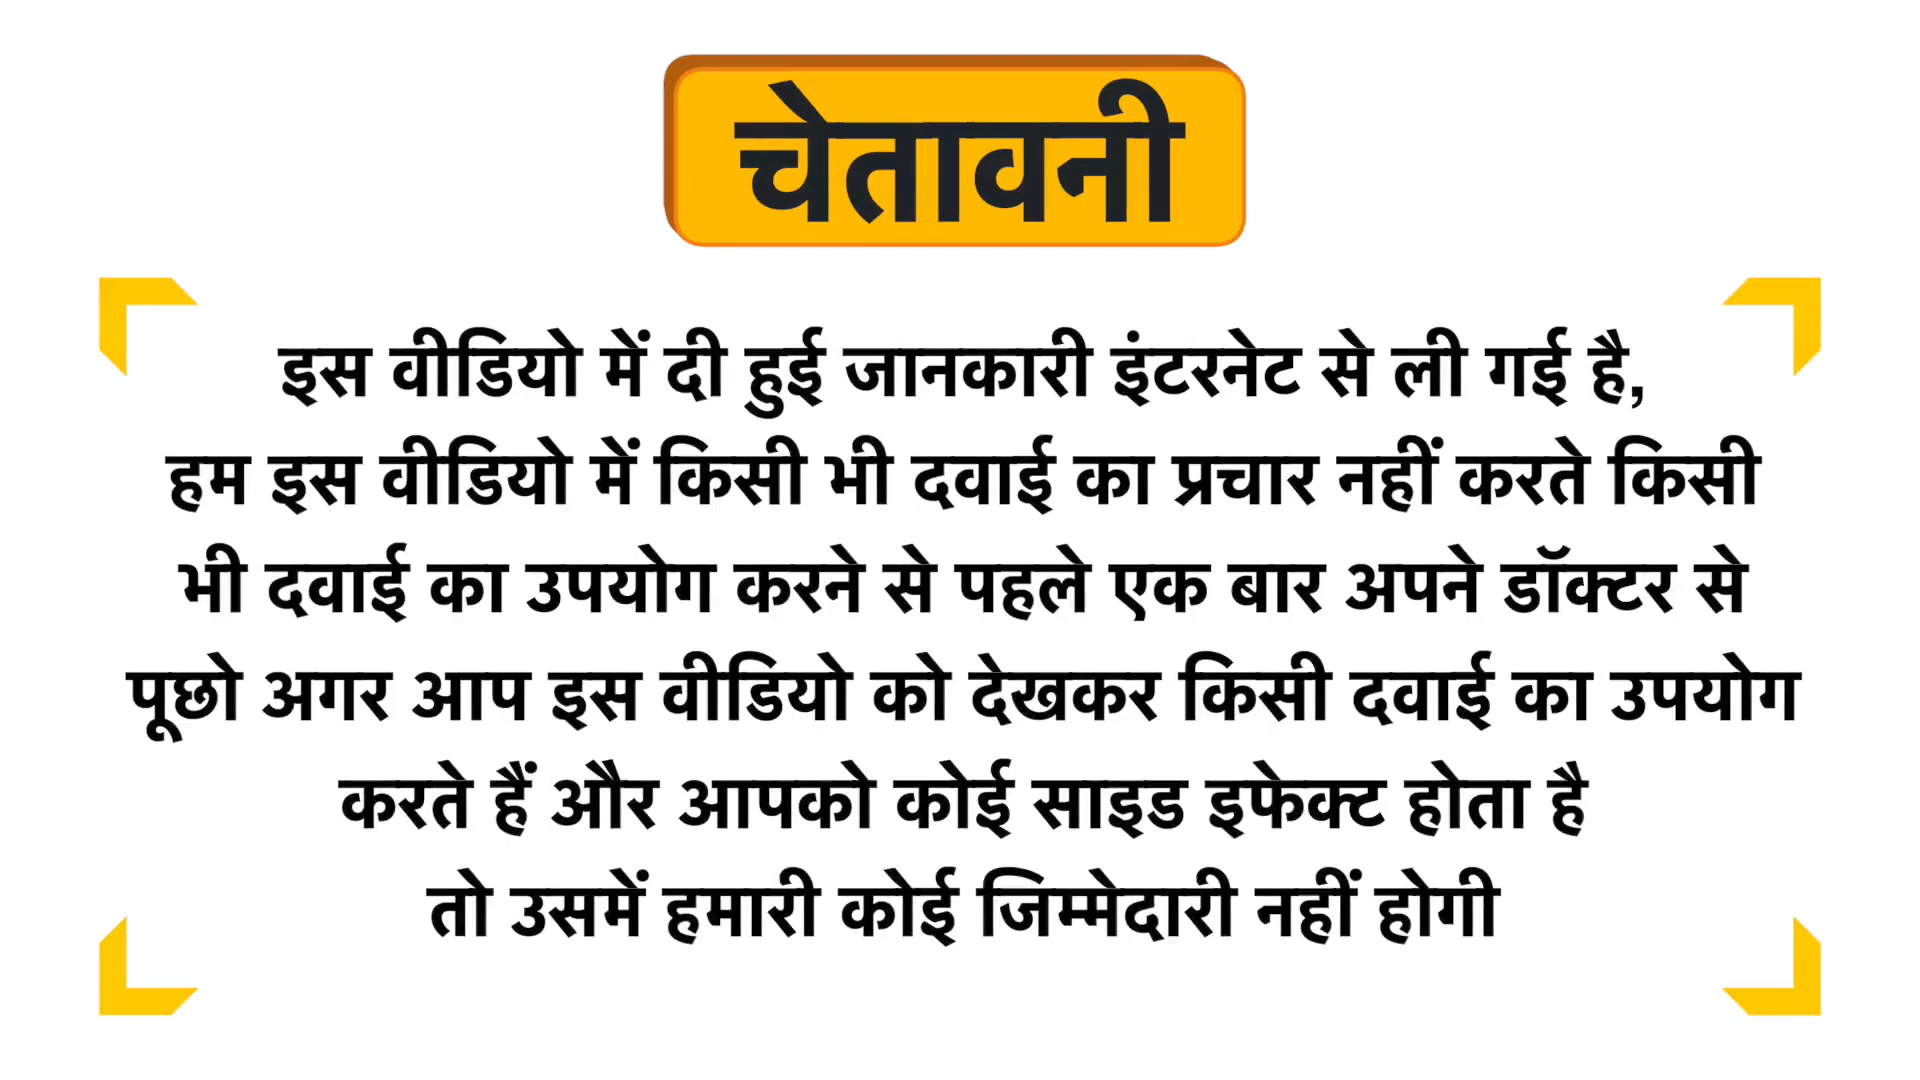 चेतावनी
इस वीडियो में दी हुई जानकारी इंटरनेट से ली गई है,
हम इस वीडियो में किसी भी दवाई का प्रचार नहीं करते किसी
भी दवाई का उपयोग करने से पहले एक बार अपने डॉक्टर से
पूछो अगर आप इस वीडियो को देखकर किसी दवाई का उपयोग
करते हैं और आपको कोई साइड इफेक्ट होता है
तो उसमें हमारी कोई जिम्मेदारी नहीं होगी